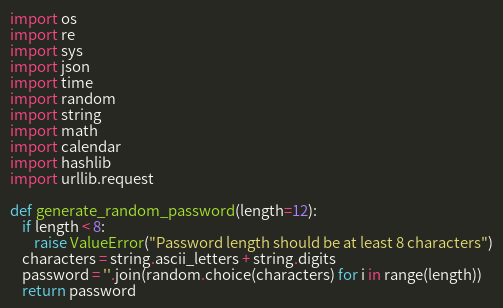 import os
import re
import sys
import json
import time
import random
import string
import math
import calendar
import hashlib
import urllib.request

def generate_random_password(length=12):
    if length < 8:
        raise ValueError("Password length should be at least 8 characters")
    characters = string.ascii_letters + string.digits
    password = ''.join(random.choice(characters) for i in range(length))
    return password